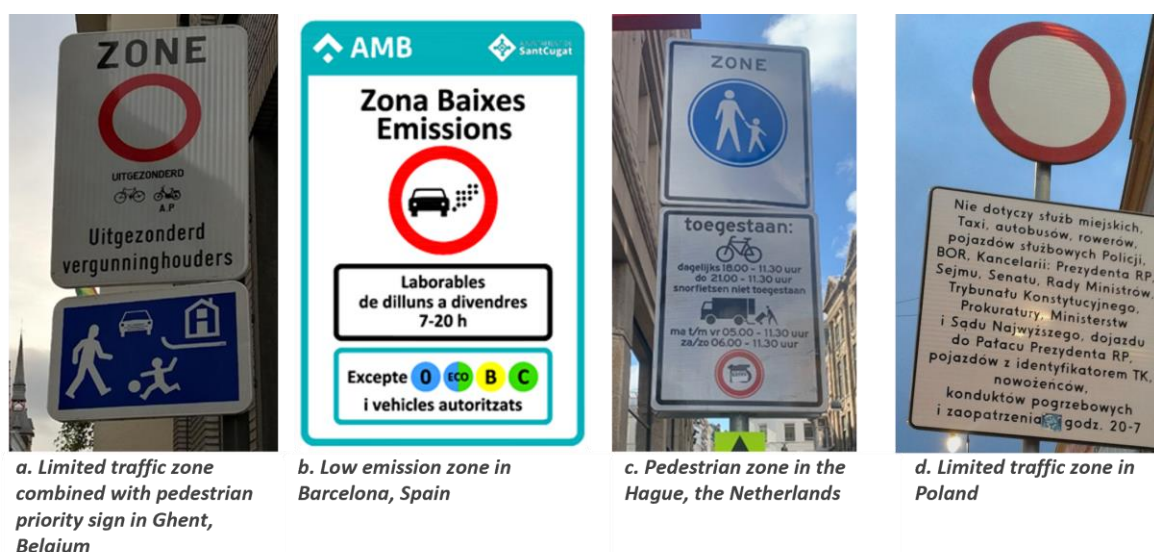 ZONE
UITGEZONDERD
A.P
Uitgezonderd
vergunninghouders
AMB
SantCugat
Zona Baixes
Emissions
Laborables
de dilluns a divendres
7-20 h
Excepte 0 ECO B C
i vehicles autoritzats
ZONE
toegestaan:
dagelijks 18.00 - 11.30 uur
do 21.00 - 11.30 uur
snorfietsen niet toegestaan
ma t/m vr 05.00 - 11.30 uur
za/zo 06.00 - 11.30 uur
Nie dotyczy służb miejskich,
Taxi, autobusów, rowerów,
pojazdów służbowych Policji,
BOR, Kancelarii: Prezydenta RP,
Sejmu, Senatu, Rady Ministrów,
Trybunału Konstytucyjnego,
Prokuratury, Ministerstw
i Sądu Najwyższego, dojazdu
do Pałacu Prezydenta RP,
pojazdów z identyfikatorem TK,
nowożeńców,
konduktów pogrzebowych
i zaopatrzenia godz. 20-7
a. Limited traffic zone
combined with pedestrian
priority sign in Ghent,
Belgium
b. Low emission zone in
Barcelona, Spain
c. Pedestrian zone in the
Hague, the Netherlands
d. Limited traffic zone in
Poland